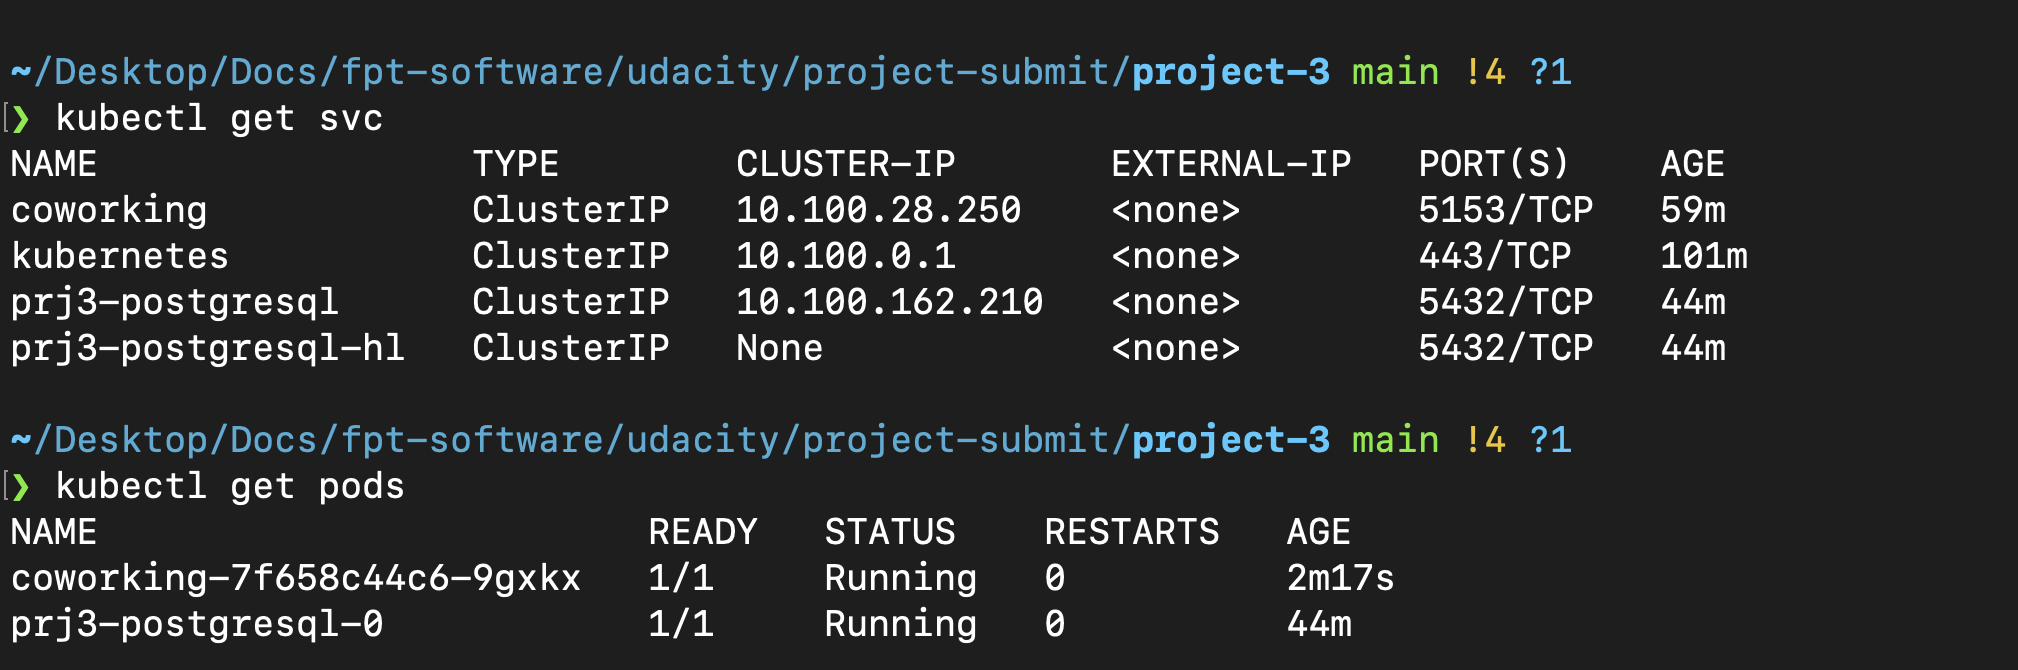 ~/Desktop/Docs/fpt-software/udacity/project-submit/project-3 main !4 ?1
❯ kubectl get svc
NAME TYPE CLUSTER-IP EXTERNAL-IP PORT(S) AGE
coworking ClusterIP 10.100.28.250 <none> 5153/TCP 59m
kubernetes ClusterIP 10.100.0.1 <none> 443/TCP 101m
prj3-postgresql ClusterIP 10.100.162.210 <none> 5432/TCP 44m
prj3-postgresql-hl ClusterIP None <none> 5432/TCP 44m
~/Desktop/Docs/fpt-software/udacity/project-submit/project-3 main !4 ?1
❯ kubectl get pods
NAME READY STATUS RESTARTS AGE
coworking-7f658c44c6-9gxkx 1/1 Running 0 2m17s
prj3-postgresql-0 1/1 Running 0 44m